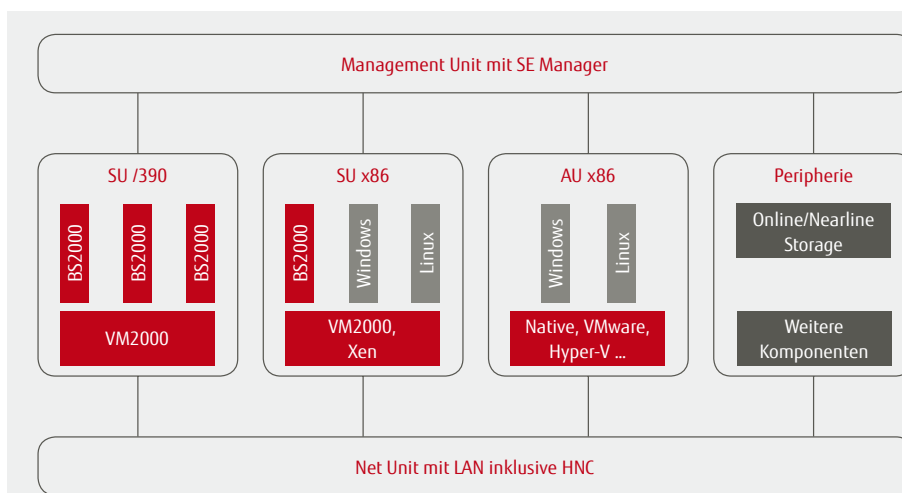 Management Unit mit SE Manager
SU /390
BS2000
BS2000
BS2000
VM2000
SU x86
BS2000
Windows
Linux
VM2000,
Xen
AU x86
Windows
Linux
Native, VMware,
Hyper-V ...
Peripherie
Online/Nearline
Storage
Weitere
Komponenten
Net Unit mit LAN inklusive HNC